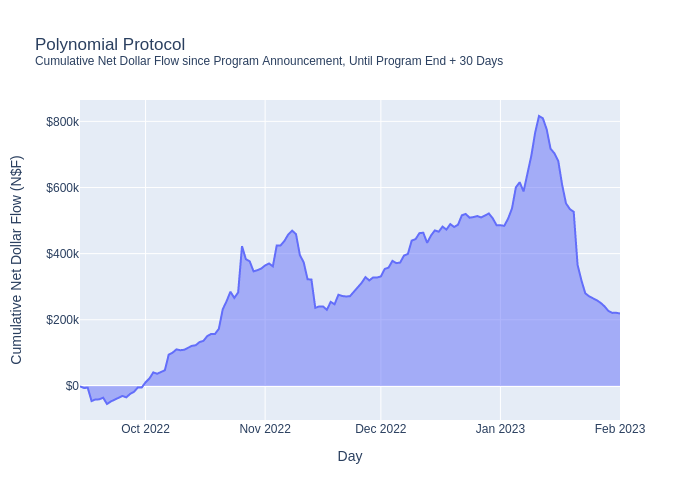 Polynomial Protocol
Cumulative Net Dollar Flow since Program Announcement, Until Program End + 30 Days
Cumulative Net Dollar Flow (N$F)
$800k
$600k
$400k
$200k
$0
Oct 2022 Nov 2022 Dec 2022 Jan 2023 Feb 2023
Day